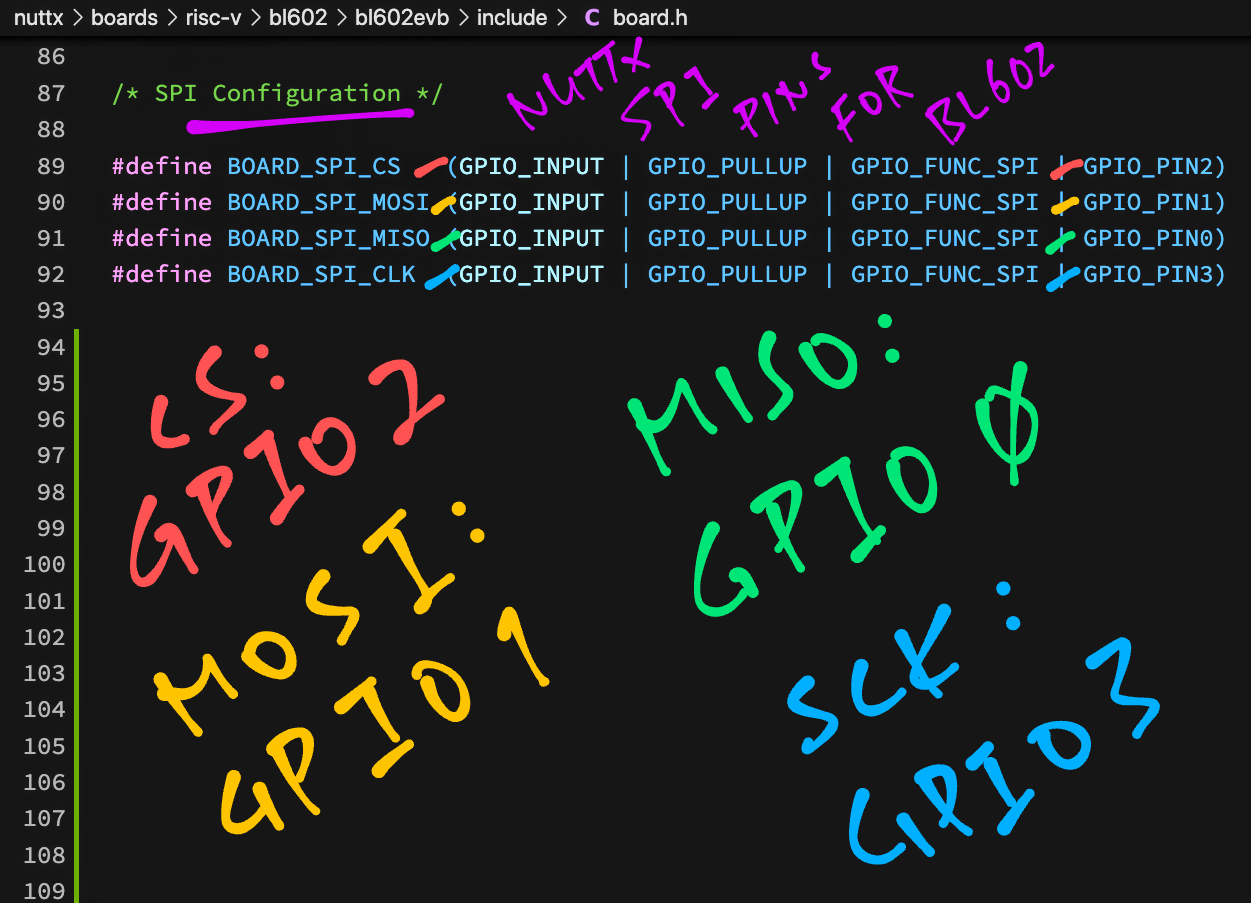 nuttx > boards > risc-v > bl602 > bl602evb > include > C board.h
86
87 /* SPI Configuration */
NUTTX SPI PINS FOR BL602
88
89 #define BOARD_SPI_CS (GPIO_INPUT | GPIO_PULLUP | GPIO_FUNC_SPI | GPIO_PIN2)
90 #define BOARD_SPI_MOSI (GPIO_INPUT | GPIO_PULLUP | GPIO_FUNC_SPI | GPIO_PIN1)
91 #define BOARD_SPI_MISO (GPIO_INPUT | GPIO_PULLUP | GPIO_FUNC_SPI | GPIO_PIN0)
92 #define BOARD_SPI_CLK (GPIO_INPUT | GPIO_PULLUP | GPIO_FUNC_SPI | GPIO_PIN3)
93
94
95
96
97
98
99
100
101
102
103
104
105
106
107
108
109
CS:
GPIO 2
MISO:
GPIO 0
MOSI:
GPIO 1
SCK:
GPIO 3